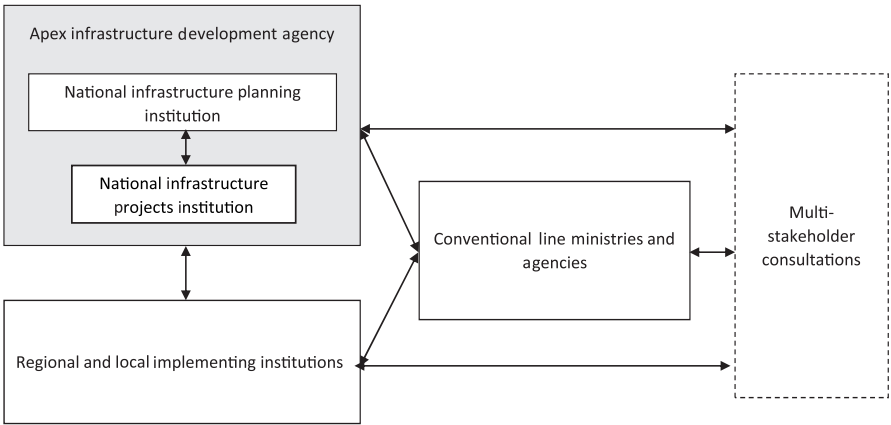 Apex infrastructure development agency
National infrastructure planning
institution
National infrastructure
projects institution
Conventional line ministries and
agencies
Multi-
stakeholder
consultations
Regional and local implementing institutions